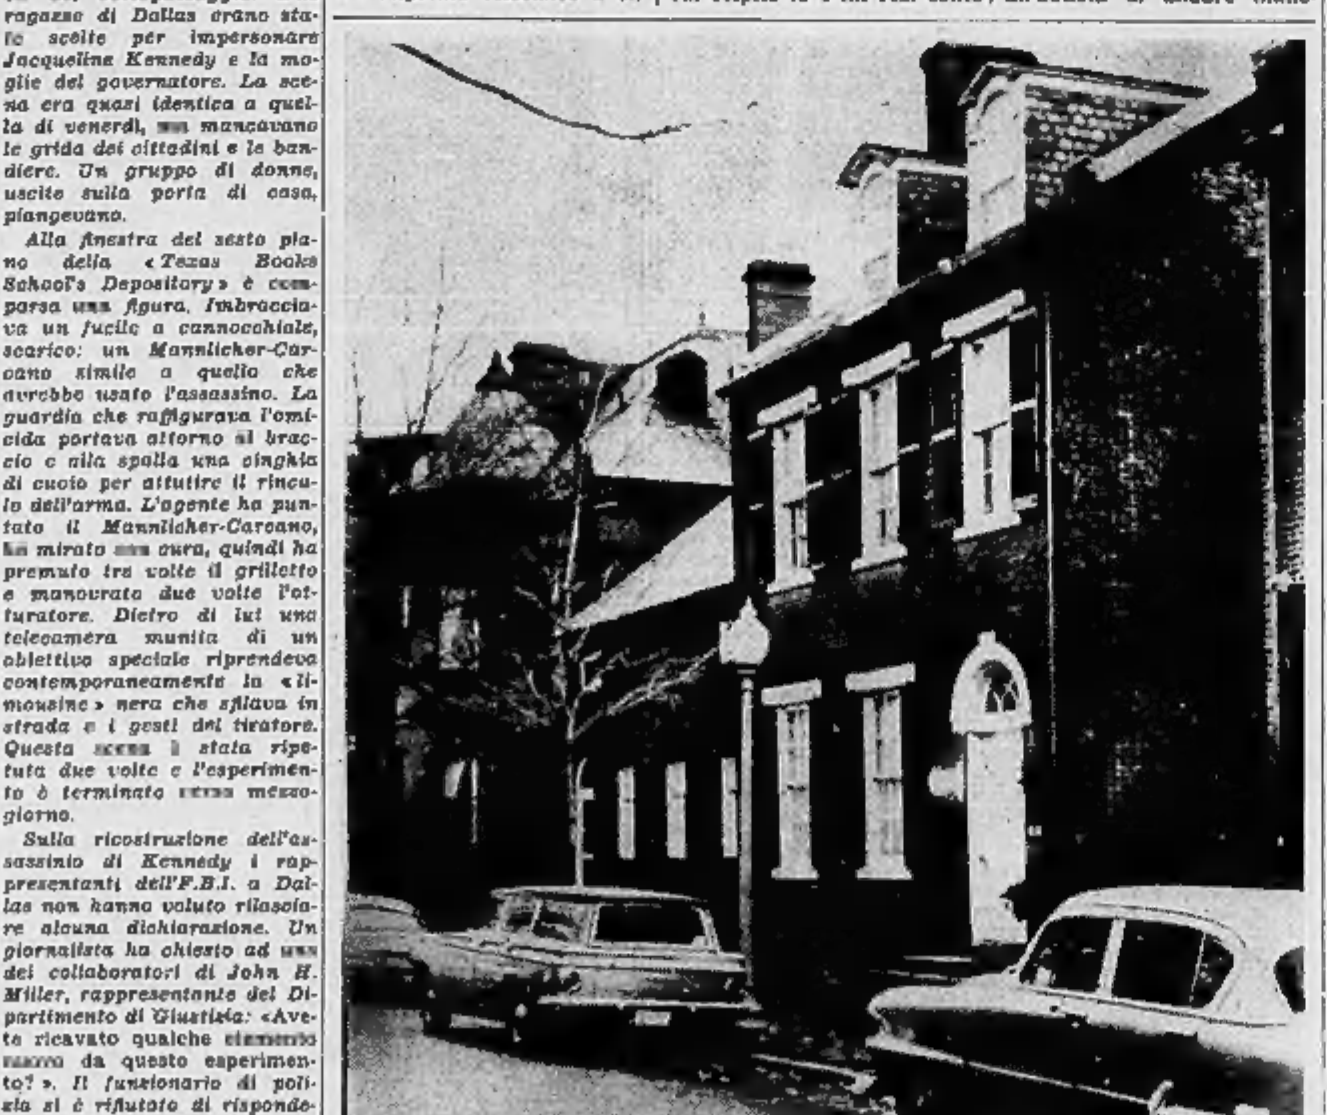 ragazze di Dallas erano sta-
te scelte per impersonare
Jacqueline Kennedy e la mo-
glie del governatore. La sce-
na era quasi identica a quel-
la di venerdì, mancavano
le grida dei cittadini e le ban-
diere. Un gruppo di donne,
uscite sulla porta di casa,
piangevano.
Alla finestra del sesto pia-
no della «Texas Books
School's Depository» è com-
parsa una figura. Imbraccia-
va un fucile a cannocchiale,
scarico: un Mannlicher-Car-
cano simile a quello che
avrebbe usato l'assassino. La
guardia che raffigurava l'omi-
cida portava attorno al brac-
cio e alla spalla una cinghia
di cuoio per attutire il rincu-
lo dell'arma. L'agente ha pun-
tato il Mannlicher-Carcano,
ha mirato con cura, quindi ha
premuto tre volte il grilletto
e manovrato due volte l'ot-
turatore. Dietro di lui una
telecamera munita di un
obiettivo speciale riprendeva
contemporaneamente la «li-
mousine» nera che sfilava in
strada e i gesti del tiratore.
Questa scena è stata ripe-
tuta due volte e l'esperimen-
to è terminato verso mezzo-
giorno.
Sulla ricostruzione dell'as-
sassinio di Kennedy i rap-
presentanti dell'F.B.I. a Dal-
las non hanno voluto rilascia-
re alcuna dichiarazione. Un
giornalista ha chiesto ad uno
dei collaboratori di John H.
Miller, rappresentante del Di-
partimento di Giustizia: «Ave-
te ricavato qualche elemento
nuovo da questo esperimen-
to?». Il funzionario di poli-
zia si è rifiutato di risponde-